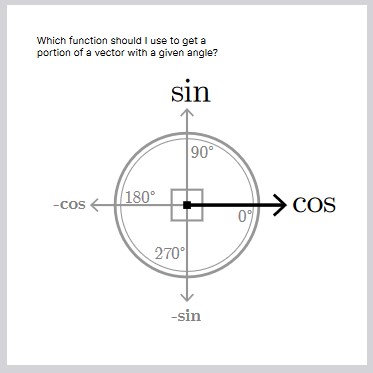 Which function should I use to get a
portion of a vector with a given angle?
sin
90°
-cos
180°
0°
cos
270°
-sin